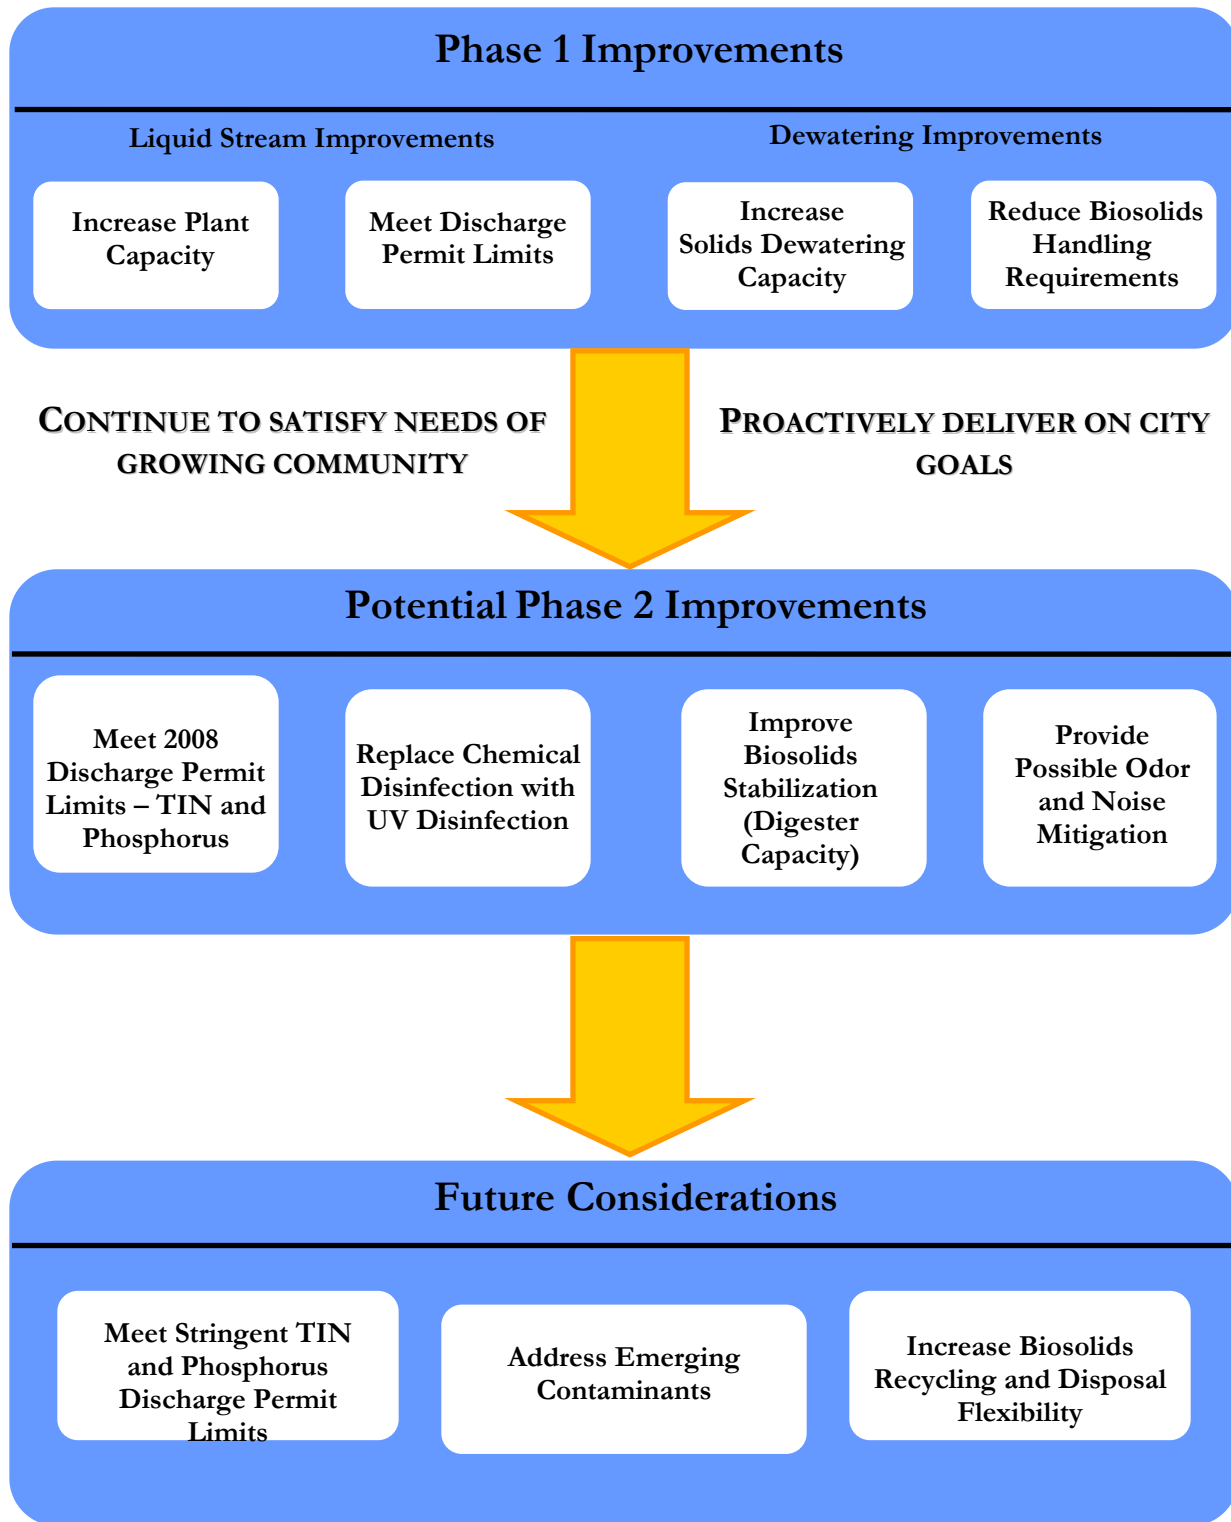 Phase 1 Improvements
Liquid Stream Improvements
Dewatering Improvements
Increase Plant
Capacity
Meet Discharge
Permit Limits
Increase
Solids Dewatering
Capacity
Reduce Biosolids
Handling
Requirements
CONTINUE TO SATISFY NEEDS OF
GROWING COMMUNITY
PROACTIVELY DELIVER ON CITY
GOALS
Potential Phase 2 Improvements
Meet 2008
Discharge Permit
Limits – TIN and
Phosphorus
Replace Chemical
Disinfection with
UV Disinfection
Improve
Biosolids
Stabilization
(Digester
Capacity)
Provide
Possible Odor
and Noise
Mitigation
Future Considerations
Meet Stringent TIN
and Phosphorus
Discharge Permit
Limits
Address Emerging
Contaminants
Increase Biosolids
Recycling and Disposal
Flexibility